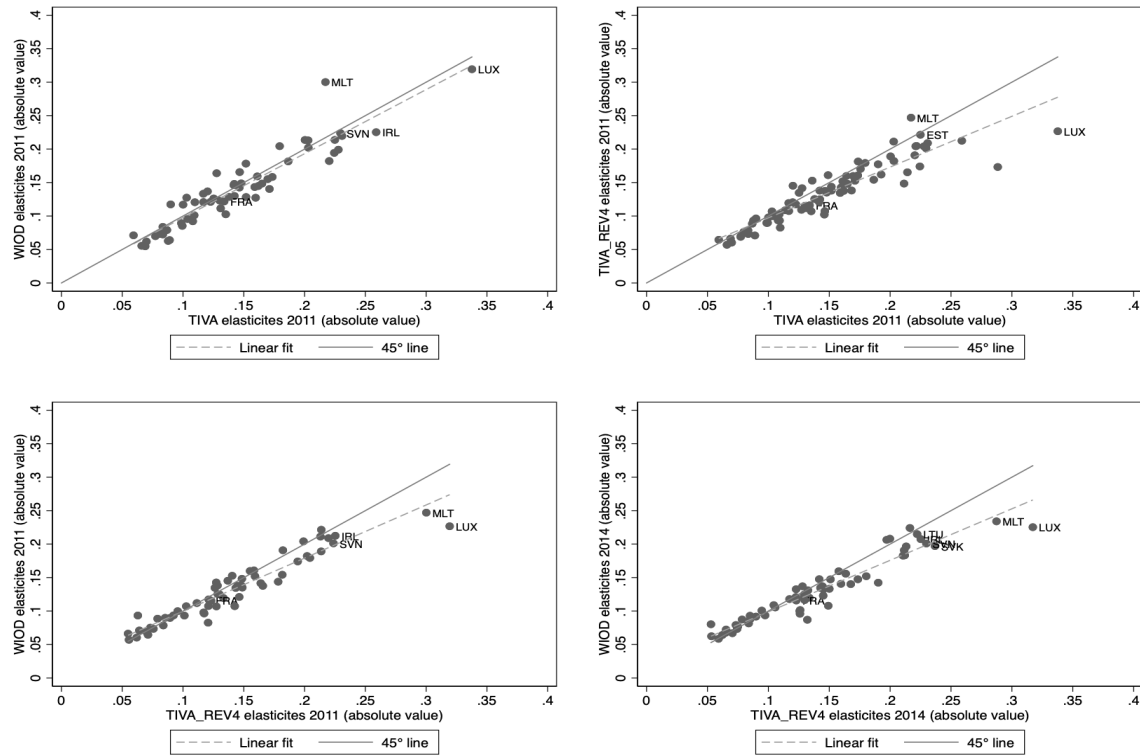 WIOD elasticites 2011 (absolute value)
0 .05 .1 .15 .2 .25 .3 .35 .4
MLT
LUX
SVN
IRL
FRA
0 .05 .1 .15 .2 .25 .3 .35 .4
TIVA elasticites 2011 (absolute value)
Linear fit 45° line
TIVA_REV4 elasticites 2011 (absolute value)
0 .05 .1 .15 .2 .25 .3 .35 .4
MLT
EST
LUX
FRA
0 .05 .1 .15 .2 .25 .3 .35 .4
TIVA elasticites 2011 (absolute value)
Linear fit 45° line
WIOD elasticites 2011 (absolute value)
0 .05 .1 .15 .2 .25 .3 .35 .4
MLT
LUX
IRL
SVN
FRA
0 .05 .1 .15 .2 .25 .3 .35 .4
TIVA_REV4 elasticites 2011 (absolute value)
Linear fit 45° line
WIOD elasticites 2014 (absolute value)
0 .05 .1 .15 .2 .25 .3 .35 .4
MLT
LUX
LTU
SVK
0 .05 .1 .15 .2 .25 .3 .35 .4
TIVA_REV4 elasticites 2014 (absolute value)
Linear fit 45° line